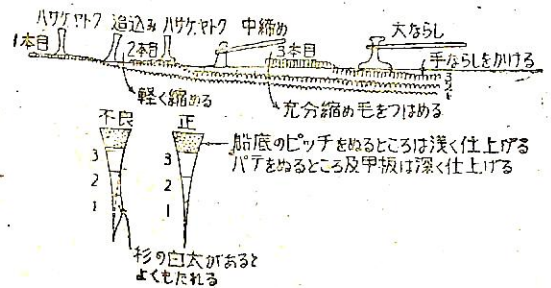 ハサケヤトク 追込み ハサケヤトク 中締め 大ならし
1本目 2本目 3本目 手ならしをかける
軽く縮める 充分縮め毛をつはめる
不良 正
船底のピッチをぬるところは浅く仕上げる
パテをぬるところ及甲板は深く仕上げる
3 3
2 2
1 1
杉の白太があると
よくもたれる